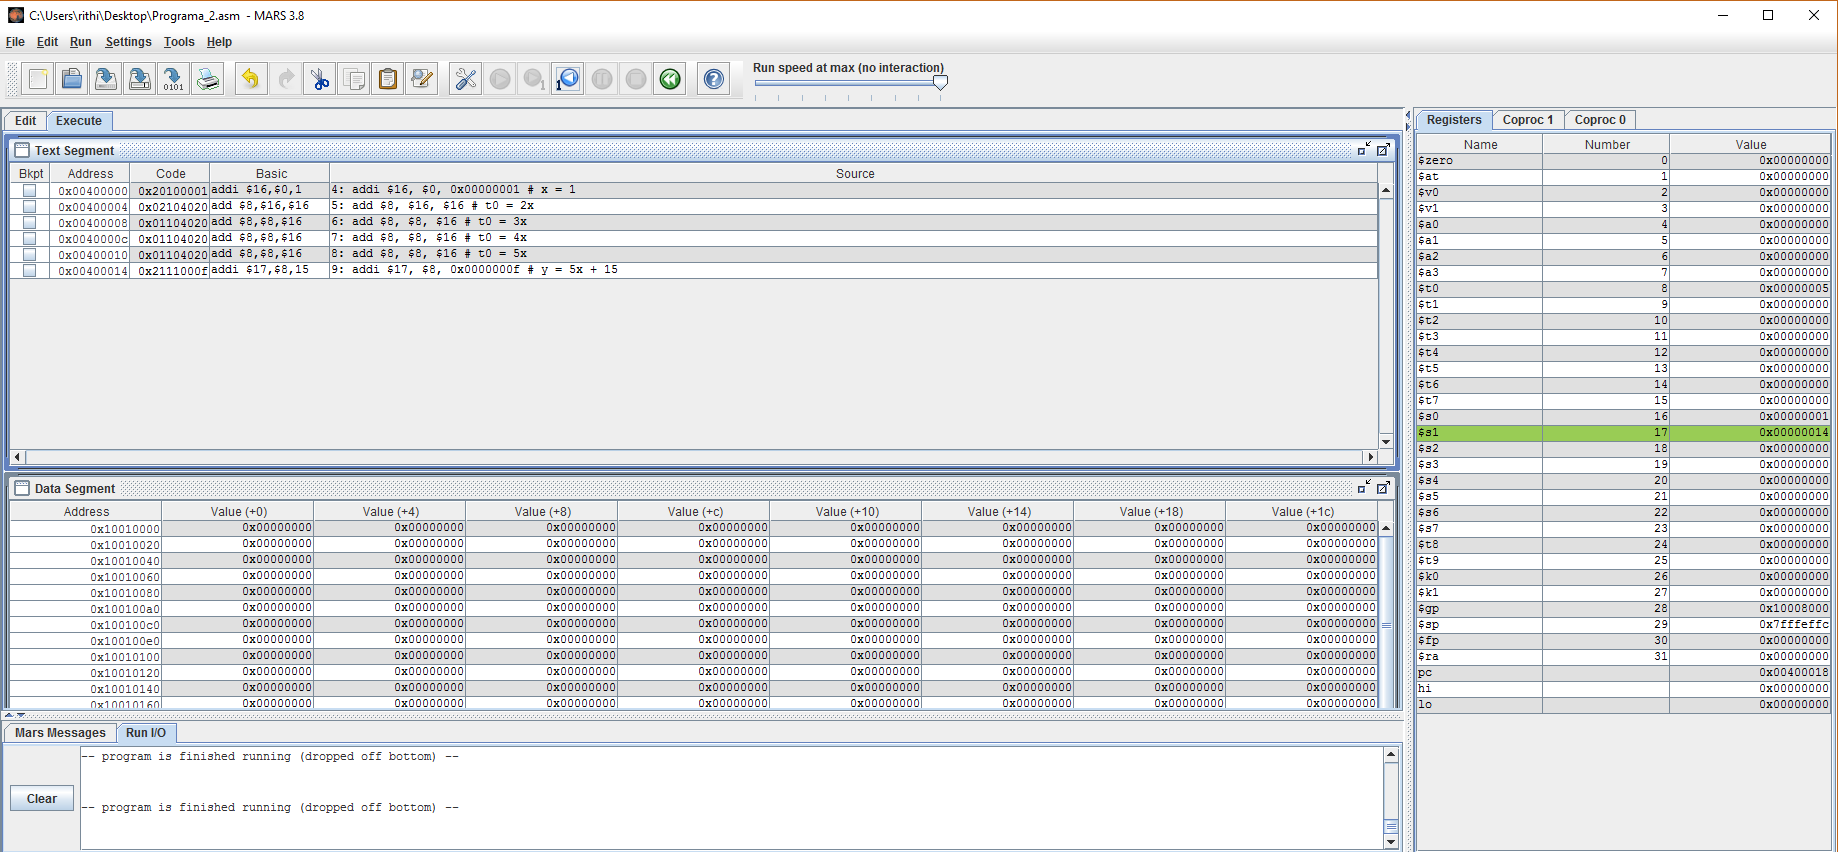 C:\Users\rithi\Desktop\Programa_2.asm - MARS 3.8
File Edit Run Settings Tools Help
Run speed at max (no interaction)
Edit Execute
Text Segment
Bkpt Address Code Basic Source
0x00400000 0x20100001 addi $16,$0,1 4: addi $16, $0, 0x00000001 # x = 1
0x00400004 0x02104020 add $8,$16,$16 5: add $8, $16, $16 # t0 = 2x
0x00400008 0x01104020 add $8,$8,$16 6: add $8, $8, $16 # t0 = 3x
0x0040000c 0x01104020 add $8,$8,$16 7: add $8, $8, $16 # t0 = 4x
0x00400010 0x01104020 add $8,$8,$16 8: add $8, $8, $16 # t0 = 5x
0x00400014 0x2111000f addi $17,$8,15 9: addi $17, $8, 0x0000000f # y = 5x + 15
Data Segment
Address Value (+0) Value (+4) Value (+8) Value (+c) Value (+10) Value (+14) Value (+18) Value (+1c)
0x10010000 0x00000000 0x00000000 0x00000000 0x00000000 0x00000000 0x00000000 0x00000000 0x00000000
0x10010020 0x00000000 0x00000000 0x00000000 0x00000000 0x00000000 0x00000000 0x00000000 0x00000000
0x10010040 0x00000000 0x00000000 0x00000000 0x00000000 0x00000000 0x00000000 0x00000000 0x00000000
0x10010060 0x00000000 0x00000000 0x00000000 0x00000000 0x00000000 0x00000000 0x00000000 0x00000000
0x10010080 0x00000000 0x00000000 0x00000000 0x00000000 0x00000000 0x00000000 0x00000000 0x00000000
0x100100a0 0x00000000 0x00000000 0x00000000 0x00000000 0x00000000 0x00000000 0x00000000 0x00000000
0x100100c0 0x00000000 0x00000000 0x00000000 0x00000000 0x00000000 0x00000000 0x00000000 0x00000000
0x100100e0 0x00000000 0x00000000 0x00000000 0x00000000 0x00000000 0x00000000 0x00000000 0x00000000
0x10010100 0x00000000 0x00000000 0x00000000 0x00000000 0x00000000 0x00000000 0x00000000 0x00000000
0x10010120 0x00000000 0x00000000 0x00000000 0x00000000 0x00000000 0x00000000 0x00000000 0x00000000
0x10010140 0x00000000 0x00000000 0x00000000 0x00000000 0x00000000 0x00000000 0x00000000 0x00000000
0x10010160 0x00000000 0x00000000 0x00000000 0x00000000 0x00000000 0x00000000 0x00000000 0x00000000
Mars Messages Run I/O
-- program is finished running (dropped off bottom) --
Clear
-- program is finished running (dropped off bottom) --
Registers Coproc 1 Coproc 0
Name Number Value
$zero 0 0x00000000
$at 1 0x00000000
$v0 2 0x00000000
$v1 3 0x00000000
$a0 4 0x00000000
$a1 5 0x00000000
$a2 6 0x00000000
$a3 7 0x00000000
$t0 8 0x00000005
$t1 9 0x00000000
$t2 10 0x00000000
$t3 11 0x00000000
$t4 12 0x00000000
$t5 13 0x00000000
$t6 14 0x00000000
$t7 15 0x00000000
$s0 16 0x00000001
$s1 17 0x00000014
$s2 18 0x00000000
$s3 19 0x00000000
$s4 20 0x00000000
$s5 21 0x00000000
$s6 22 0x00000000
$s7 23 0x00000000
$t8 24 0x00000000
$t9 25 0x00000000
$k0 26 0x00000000
$k1 27 0x00000000
$gp 28 0x10008000
$sp 29 0x7fffeffc
$fp 30 0x00000000
$ra 31 0x00000000
pc 0x00400018
hi 0x00000000
lo 0x00000000